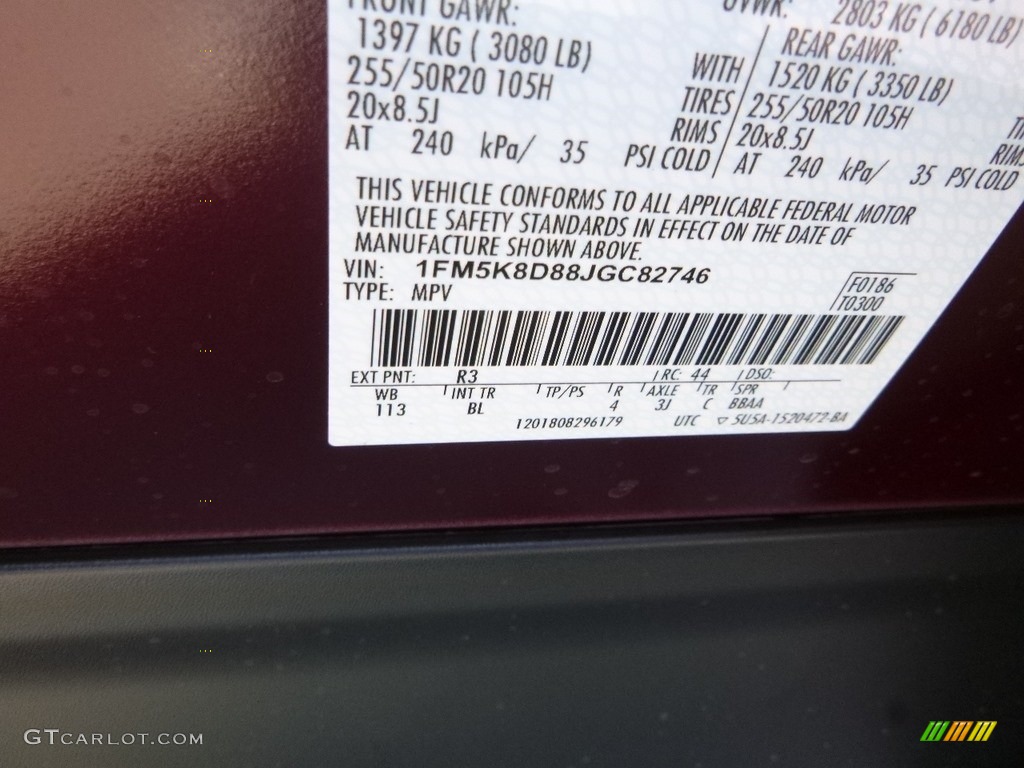 FRONT GAWR:
1397 KG ( 3080 LB)
255/50R20 105H
20x8.5J
AT 240 kPa/ 35 PSI COLD
WITH
TIRES
RIMS
GVWR: 2803 KG ( 6180 LB)
REAR GAWR:
1520 KG ( 3350 LB)
255/50R20 105H
20x8.5J
AT 240 kPa/ 35 PSI COLD
THIS VEHICLE CONFORMS TO ALL APPLICABLE FEDERAL MOTOR
VEHICLE SAFETY STANDARDS IN EFFECT ON THE DATE OF
MANUFACTURE SHOWN ABOVE.
VIN: 1FM5K8D88JGC82746
TYPE: MPV
F0186
T0300
EXT PNT: R3 RC: 44 DSO:
WB INT TR TP/PS R AXLE TR SPR
113 BL 4 3J C BBAA
1201808296179 UTC ▽ 5USA-1520472-BA
GTCARLOT.COM